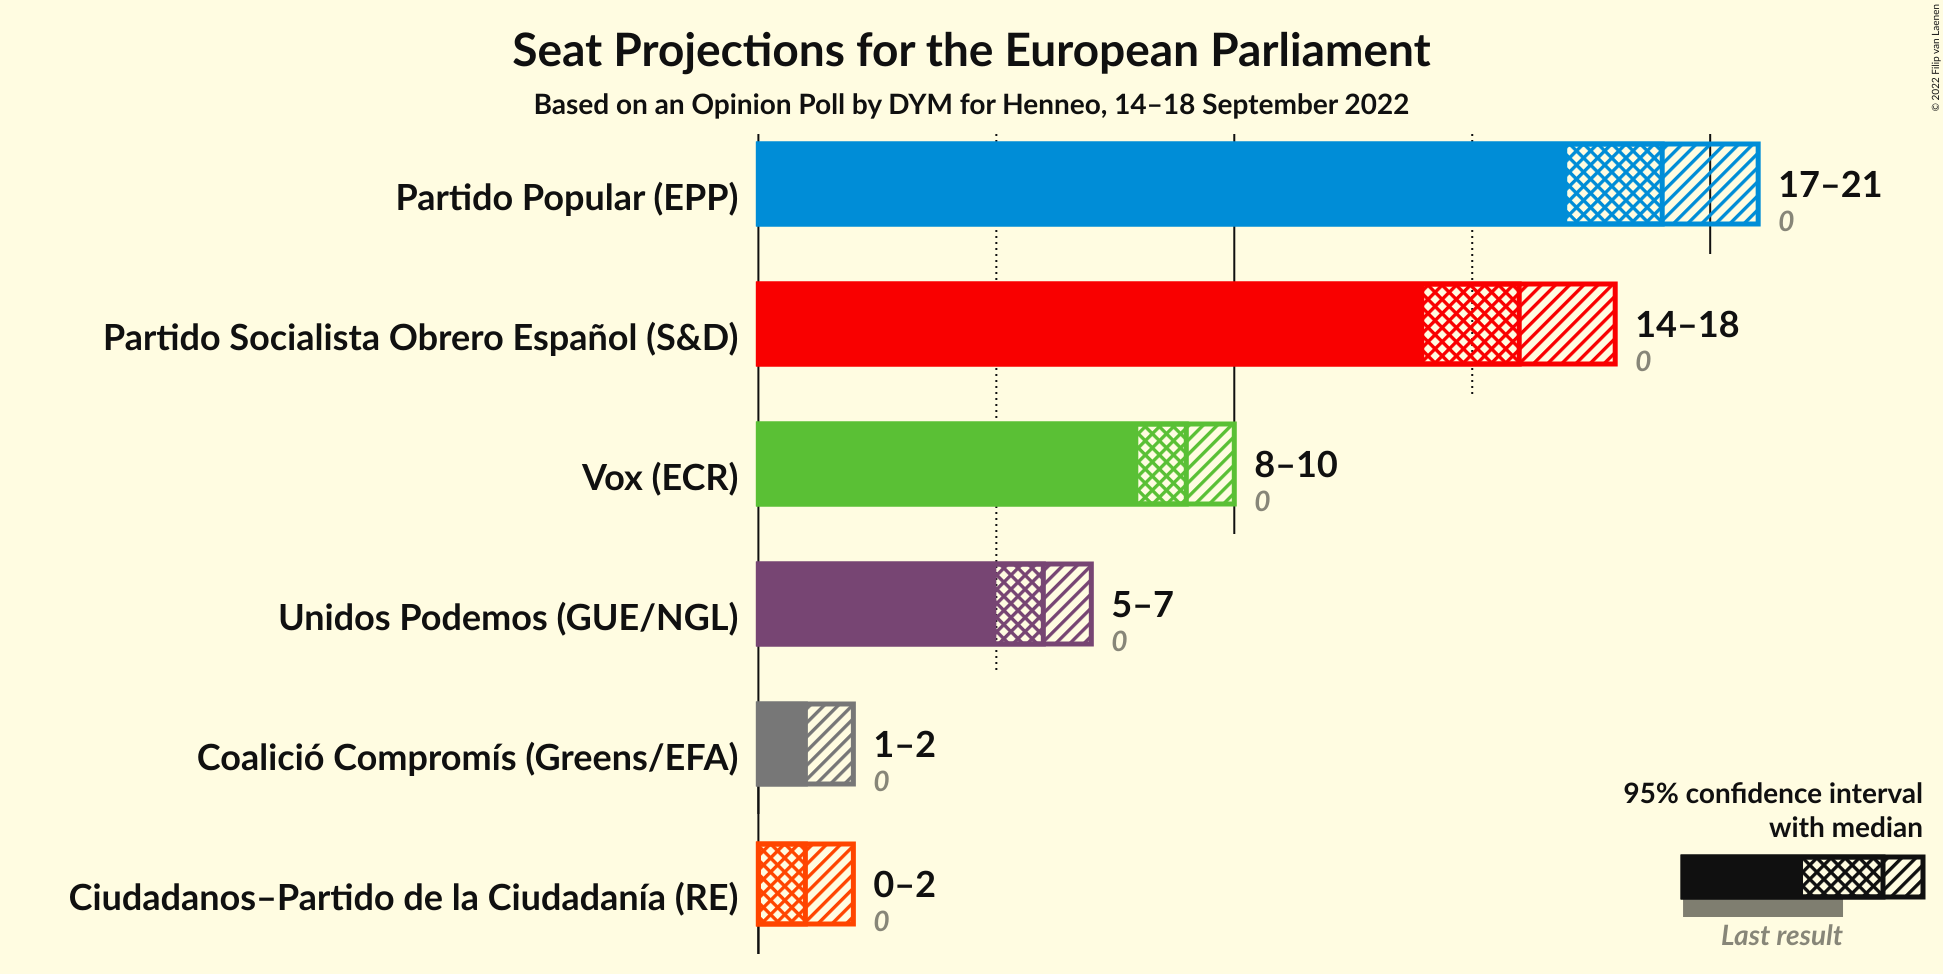 Seat Projections for the European Parliament
Based on an Opinion Poll by DYM for Henneo, 14–18 September 2022
© 2022 Filip van Laenen
Partido Popular (EPP)
17–21
0
Partido Socialista Obrero Español (S&D)
14–18
0
Vox (ECR)
8–10
0
Unidos Podemos (GUE/NGL)
5–7
0
Coalició Compromís (Greens/EFA)
1–2
0
Ciudadanos–Partido de la Ciudadanía (RE)
0–2
0
95% confidence interval
with median
Last result